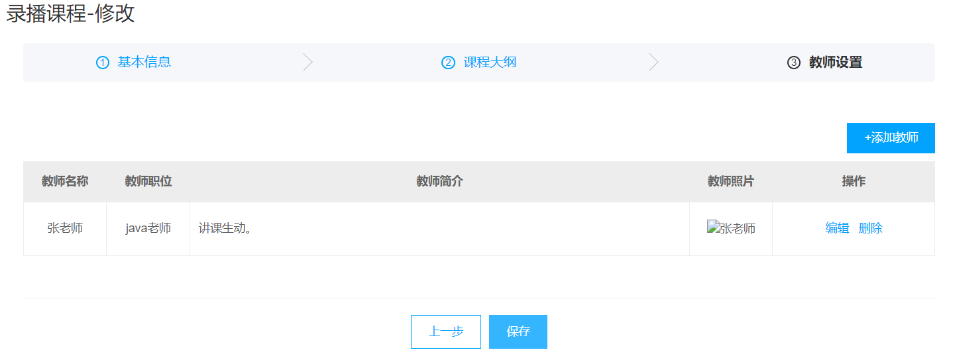 录播课程-修改
1 基本信息 2 课程大纲 3 教师设置
+添加教师
教师名称 教师职位 教师简介 教师照片 操作
张老师 java老师 讲课生动。 张老师 编辑 删除
上一步 保存